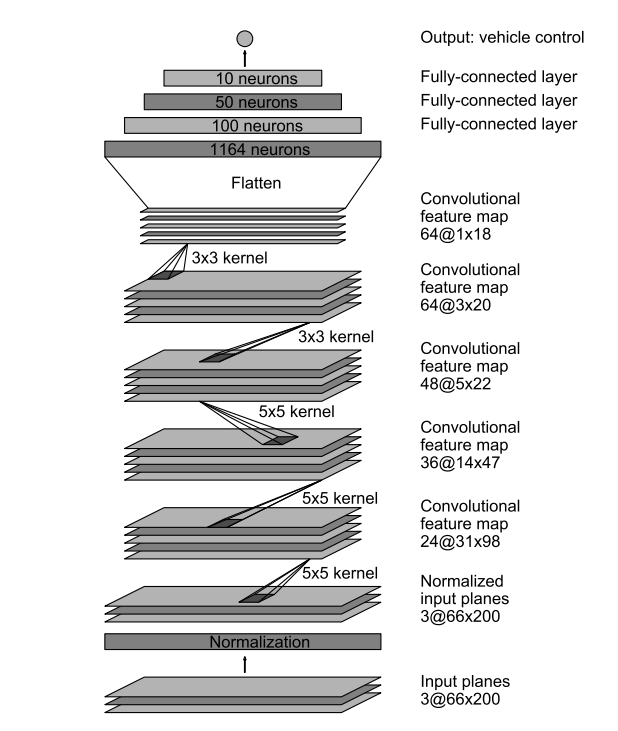 Output: vehicle control
10 neurons
Fully-connected layer
50 neurons
Fully-connected layer
100 neurons
Fully-connected layer
1164 neurons
Flatten
Convolutional
feature map
64@1x18
3x3 kernel
Convolutional
feature map
64@3x20
3x3 kernel
Convolutional
feature map
48@5x22
5x5 kernel
Convolutional
feature map
36@14x47
5x5 kernel
Convolutional
feature map
24@31x98
5x5 kernel
Normalized
input planes
3@66x200
Normalization
Input planes
3@66x200